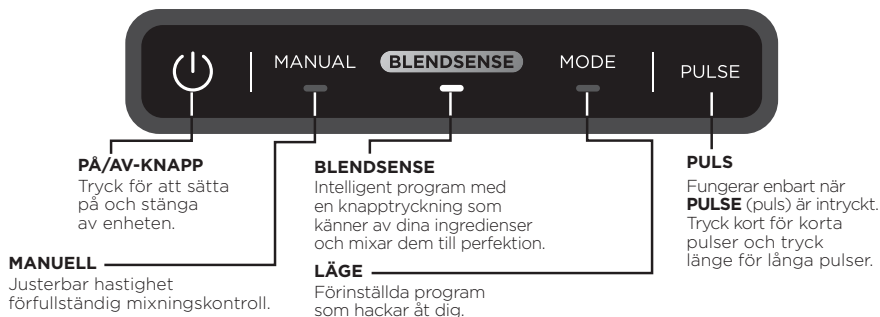 MANUAL
BLENDSENSE
MODE
PULSE
PÅ/AV-KNAPP
Tryck för att sätta
på och stänga
av enheten.
MANUELL
Justerbar hastighet
förfullständig mixningskontroll.
BLENDSENSE
Intelligent program med
en knapptryckning som
känner av dina ingredienser
och mixar dem till perfektion.
LÄGE
Förinställda program
som hackar åt dig.
PULS
Fungerar enbart när
PULSE (puls) är intryckt.
Tryck kort för korta
pulser och tryck
länge för långa pulser.